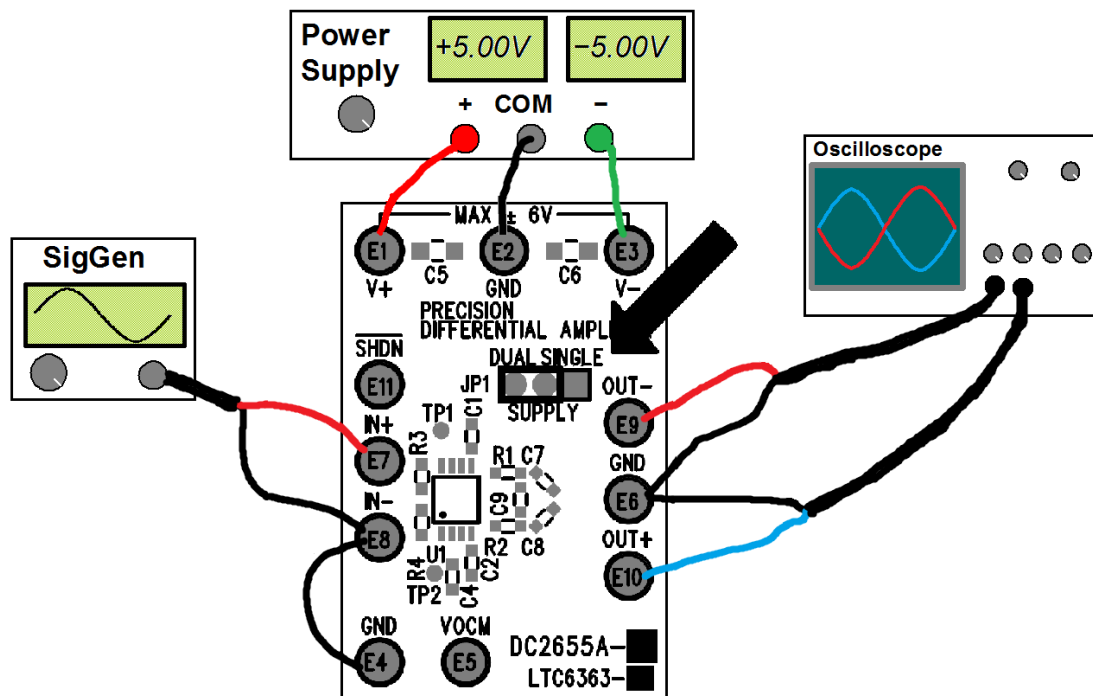 Power
Supply
+5.00V
−5.00V
+ COM −
Oscilloscope
SigGen
MAX ± 6V
E1
E2
E3
C5
C6
V+
GND
V-
PRECISION
DIFFERENTIAL
SHDN
DUAL SINGLE
E11
JP1
OUT-
SUPPLY
TP1
C1
E9
IN+
R3
E7
R1
C7
GND
IN-
C9
E6
E8
R2
C8
OUT+
R4
U1
C2
TP2
C4
E10
GND
VOCM
E4
E5
DC2655A-
LTC6363-